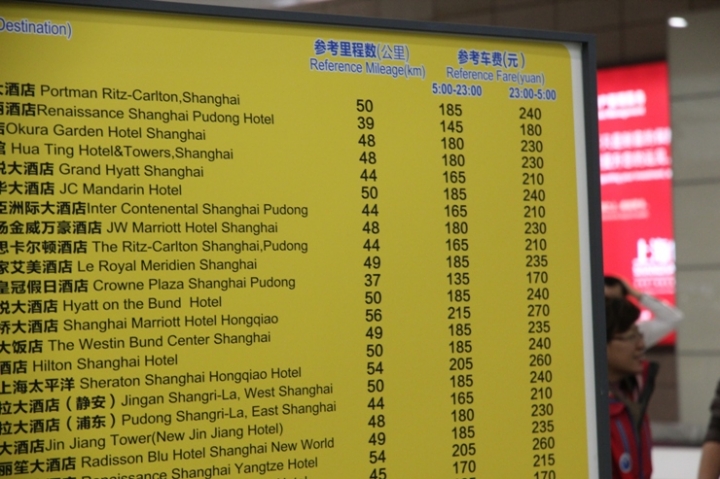 Destination) 参考里程数(公里) 参考车费(元)
Reference Mileage(km) Reference Fare(yuan)
5:00-23:00 23:00-5:00
大酒店 Portman Ritz-Carlton,Shanghai 50 185 240
丽酒店Renaissance Shanghai Pudong Hotel 39 145 180
店Okura Garden Hotel Shanghai 48 180 230
Hua Ting Hotel&Towers,Shanghai 48 180 230
悦大酒店 Grand Hyatt Shanghai 44 165 210
华大酒店 JC Mandarin Hotel 50 185 240
亚洲际大酒店Inter Contenental Shanghai Pudong 44 165 210
杨金威万豪酒店 JW Marriott Hotel Shanghai 48 180 230
思卡尔顿酒店 The Ritz-Carlton Shanghai,Pudong 44 165 210
家艾美酒店 Le Royal Meridien Shanghai 49 185 235
皇冠假日酒店 Crowne Plaza Shanghai Pudong 37 135 170
悦大酒店 Hyatt on the Bund Hotel 50 185 240
桥大酒店 Shanghai Marriott Hotel Hongqiao 56 215 270
大饭店 The Westin Bund Center Shanghai 49 185 235
酒店 Hilton Shanghai Hotel 50 185 240
上海太平洋 Sheraton Shanghai Hongqiao Hotel 54 205 260
拉大酒店（静安）Jingan Shangri-La, West Shanghai 50 185 240
拉大酒店（浦东）Pudong Shangri-La, East Shanghai 44 165 210
大酒店Jin Jiang Tower(New Jin Jiang Hotel) 48 180 230
丽笙大酒店 Radisson Blu Hotel Shanghai New World 49 185 235
Renaissance Shanghai Yangtze Hotel 54 205 260
45 170 215
上海